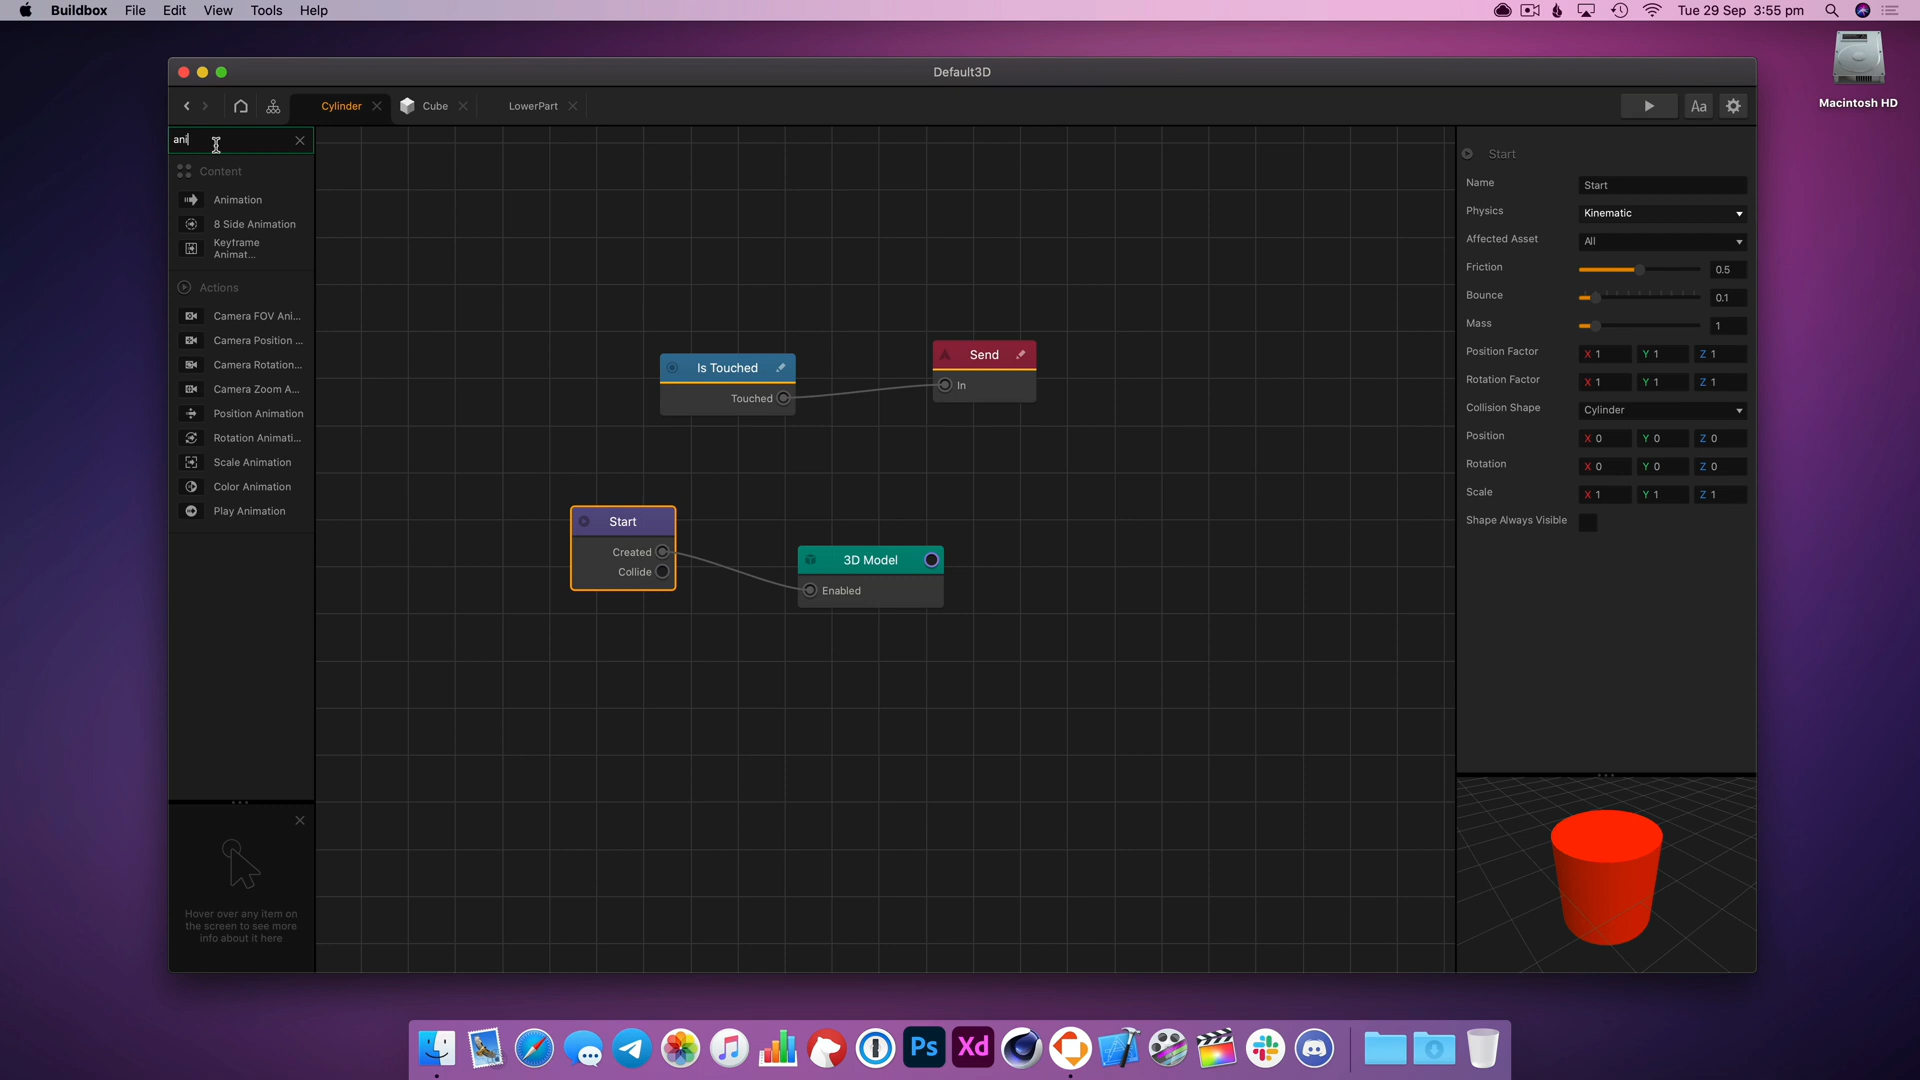 Buildbox File Edit View Tools Help
Tue 29 Sep 3:55 pm
Macintosh HD
Default3D
Cylinder
Cube
LowerPart
Aa
ani
Content
Animation
8 Side Animation
Keyframe
Animat...
Actions
Camera FOV Ani...
Camera Position ...
Camera Rotation...
Camera Zoom A...
Position Animation
Rotation Animati...
Scale Animation
Color Animation
Play Animation
Hover over any item on
the screen to see more
info about it here
Is Touched
Touched
Send
In
Start
Created
Collide
3D Model
Enabled
Start
Name Start
Physics Kinematic
Affected Asset All
Friction 0.5
Bounce 0.1
Mass 1
Position Factor X 1 Y 1 Z 1
Rotation Factor X 1 Y 1 Z 1
Collision Shape Cylinder
Position X 0 Y 0 Z 0
Rotation X 0 Y 0 Z 0
Scale X 1 Y 1 Z 1
Shape Always Visible
Ps
Xd